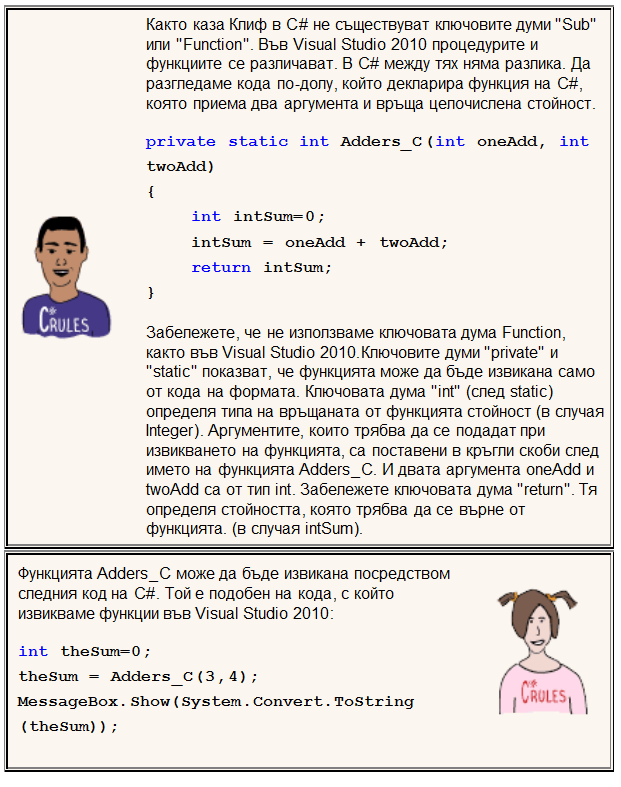 Както каза Клиф в C# не съществуват ключовите думи "Sub"
или "Function". Във Visual Studio 2010 процедурите и
функциите се различават. В C# между тях няма разлика. Да
разгледаме кода по-долу, който декларира функция на C#,
която приема два аргумента и връща целочислена стойност.
private static int Adders_C(int oneAdd, int
twoAdd)
{
int intSum=0;
intSum = oneAdd + twoAdd;
return intSum;
}
C# RULES
Забележете, че не използваме ключовата дума Function,
както във Visual Studio 2010.Ключовите думи "private" и
"static" показват, че функцията може да бъде извикана само
от кода на формата. Ключовата дума "int" (след static)
определя типа на връщаната от функцията стойност (в случая
Integer). Аргументите, които трябва да се подадат при
извикването на функцията, са поставени в кръгли скоби след
името на функцията Adders_C. И двата аргумента oneAdd и
twoAdd са от тип int. Забележете ключовата дума "return". Тя
определя стойността, която трябва да се върне от
функцията. (в случая intSum).
Функцията Adders_C може да бъде извикана посредством
следния код на C#. Той е подобен на кода, с който
извикваме функции във Visual Studio 2010:
int theSum=0;
theSum = Adders_C(3,4);
MessageBox.Show(System.Convert.ToString
(theSum));
C# RULES